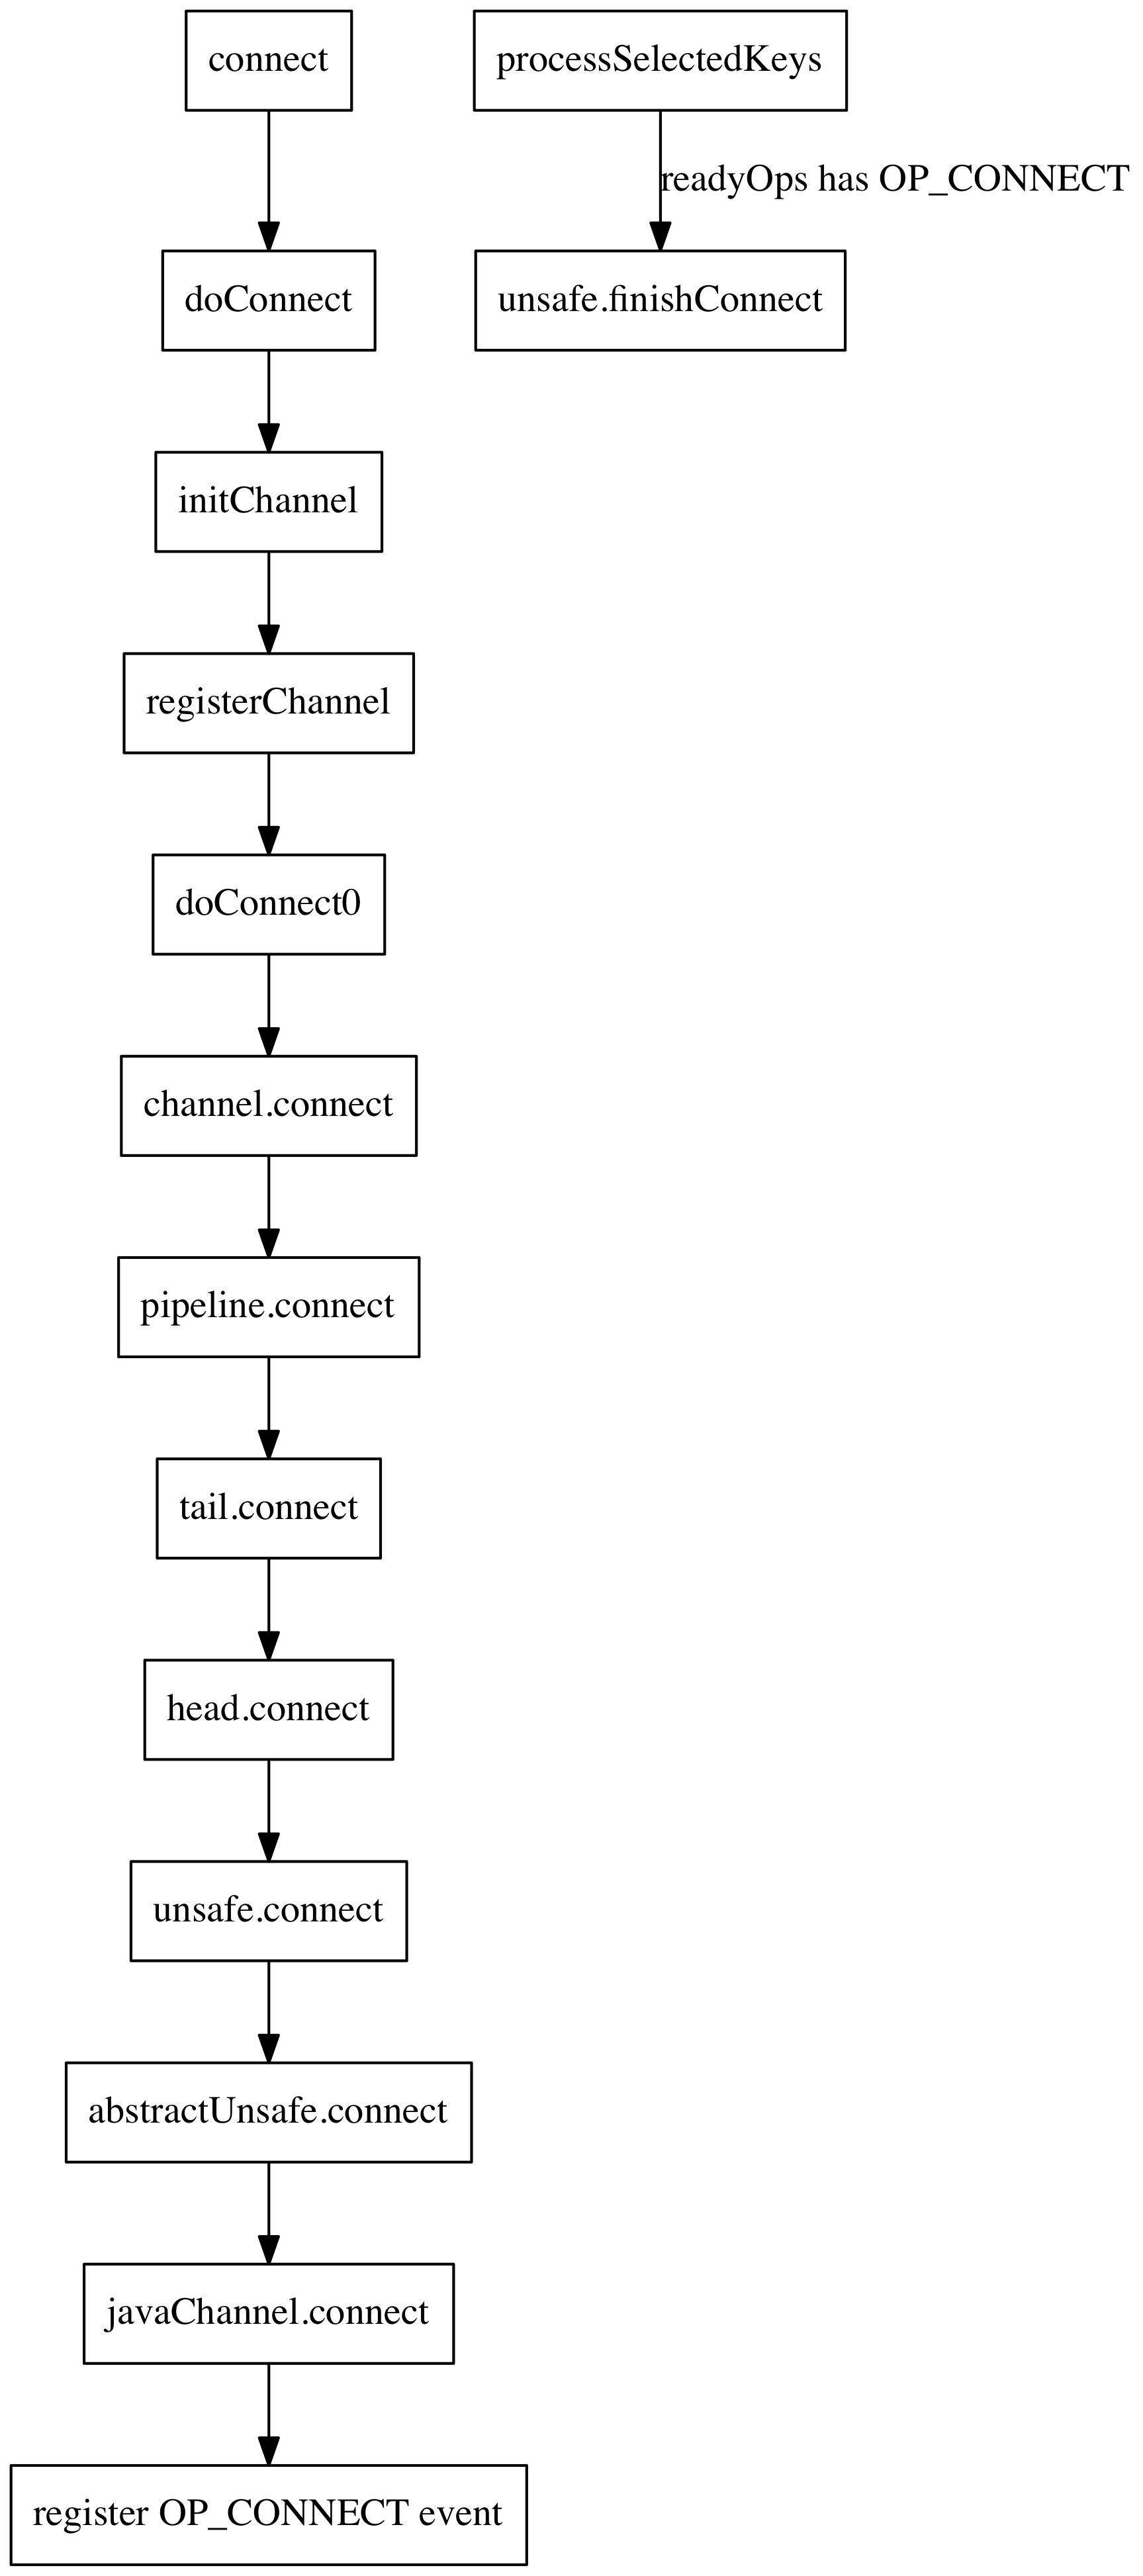 connect
processSelectedKeys
readyOps has OP_CONNECT
doConnect
unsafe.finishConnect
initChannel
registerChannel
doConnect0
channel.connect
pipeline.connect
tail.connect
head.connect
unsafe.connect
abstractUnsafe.connect
javaChannel.connect
register OP_CONNECT event